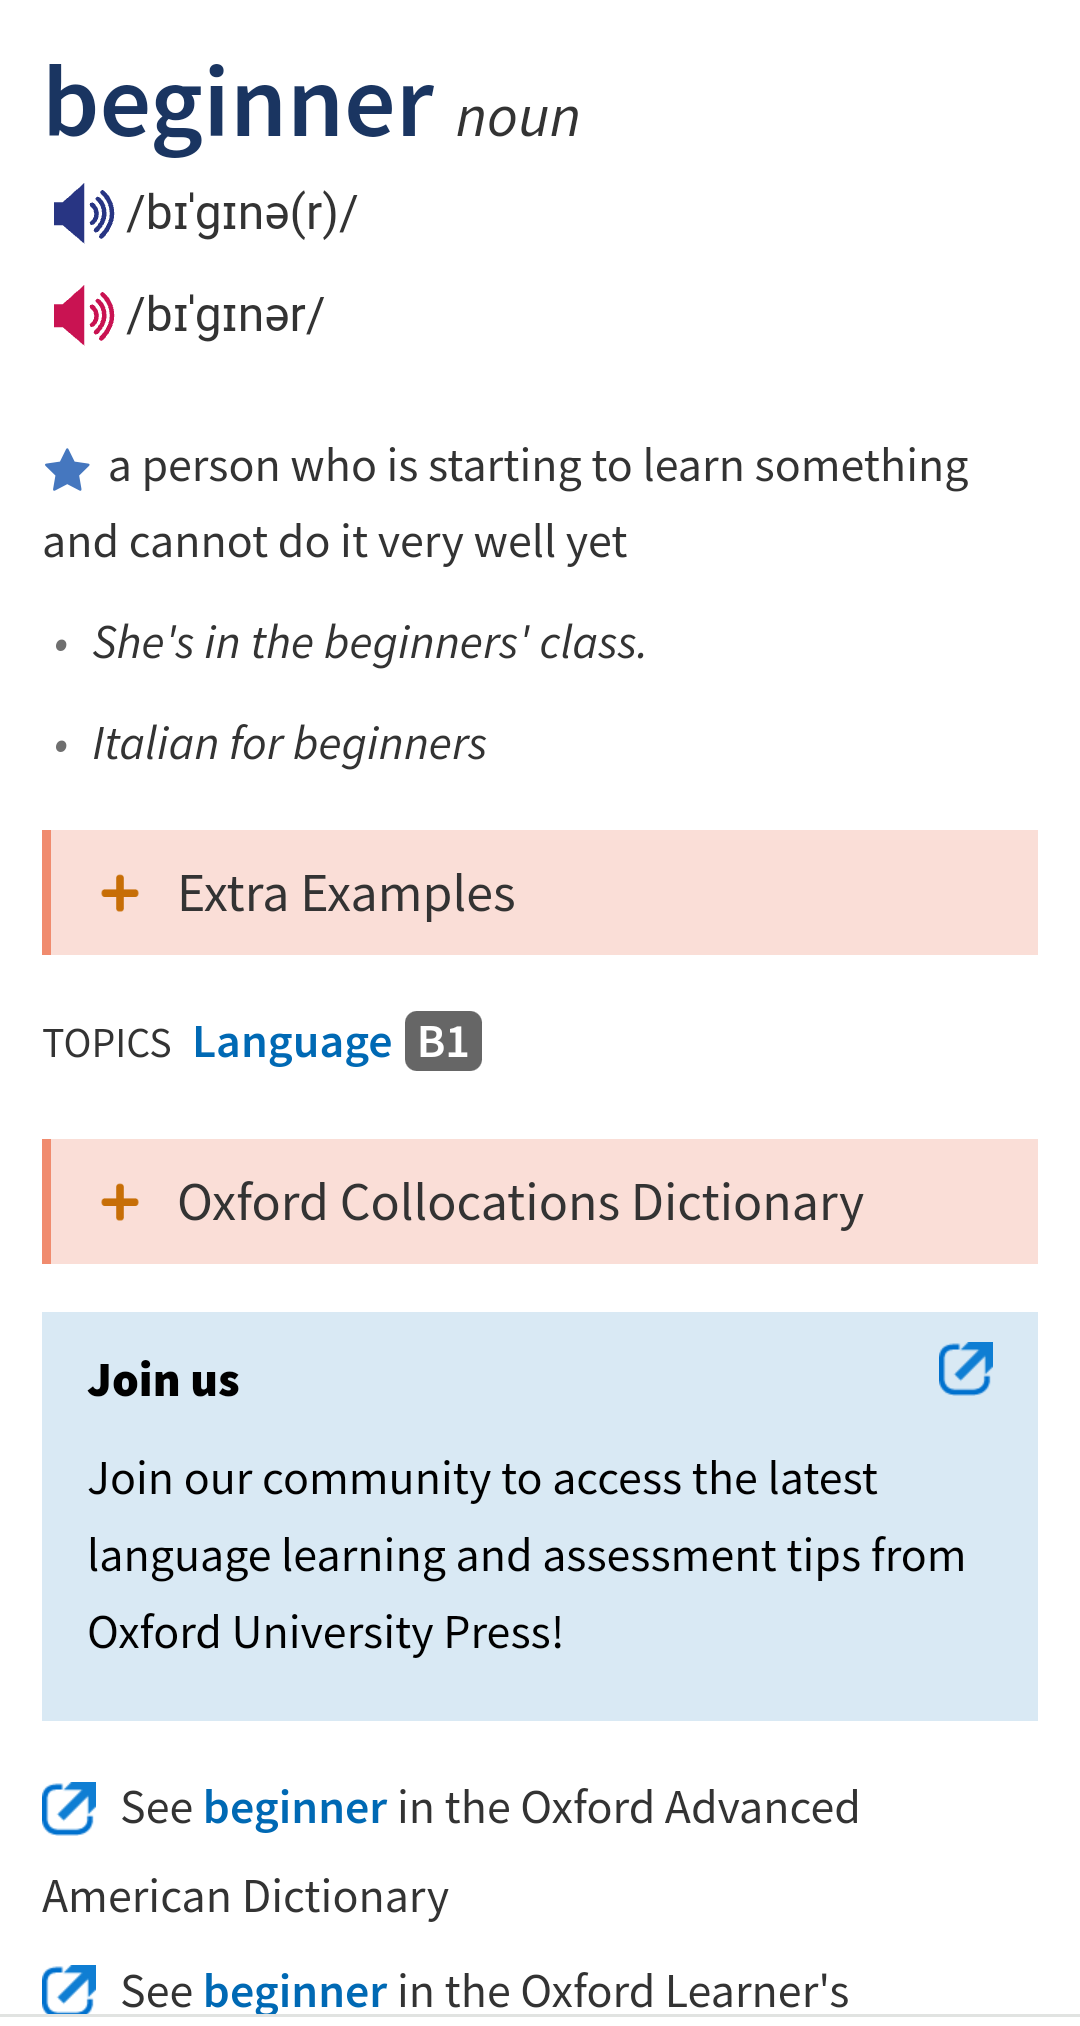 beginner noun
/bɪˈɡɪnə(r)/
/bɪˈɡɪnər/
a person who is starting to learn something
and cannot do it very well yet
• She's in the beginners' class.
• Italian for beginners
+ Extra Examples
TOPICS Language B1
+ Oxford Collocations Dictionary
Join us
Join our community to access the latest
language learning and assessment tips from
Oxford University Press!
See beginner in the Oxford Advanced
American Dictionary
See beginner in the Oxford Learner's